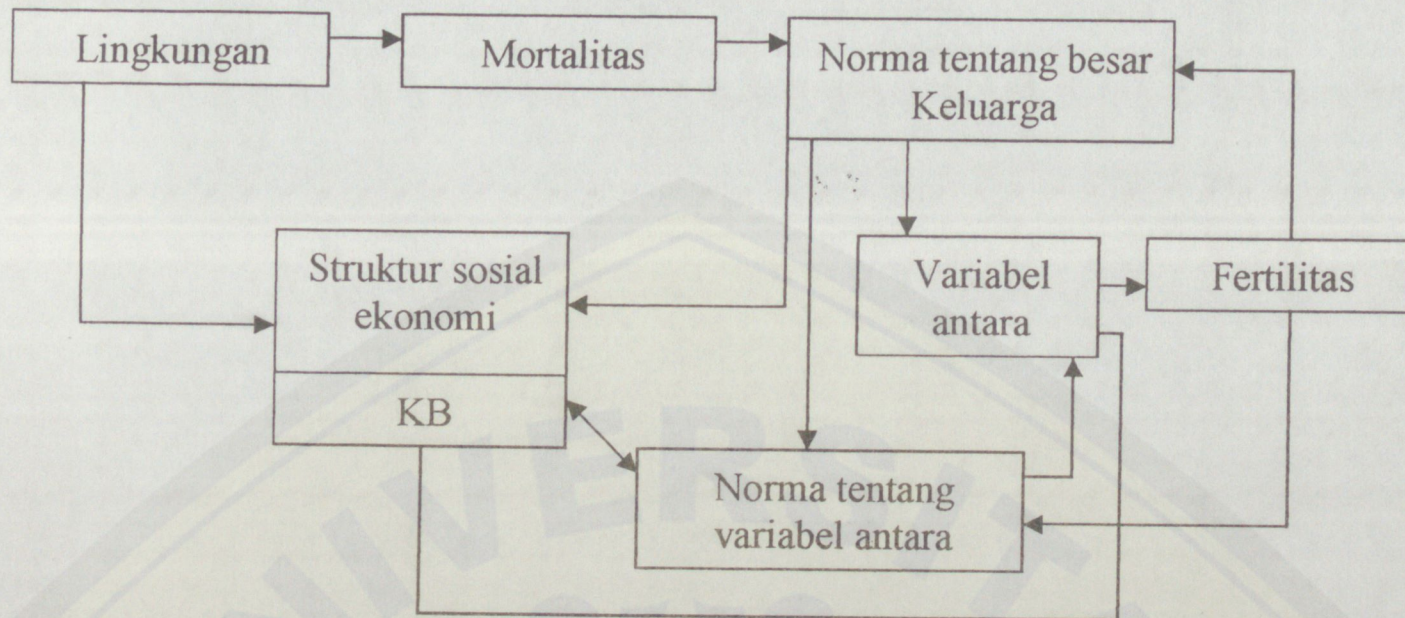 Lingkungan
Mortalitas
Norma tentang besar
Keluarga
Struktur sosial
ekonomi
Variabel
antara
Fertilitas
KB
Norma tentang
variabel antara